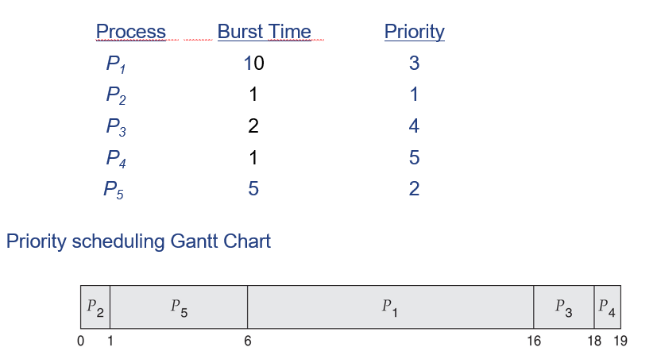 Process Burst Time Priority
P1 10 3
P2 1 1
P3 2 4
P4 1 5
P5 5 2
Priority scheduling Gantt Chart
P2 P5 P1 P3 P4
0 1 6 16 18 19